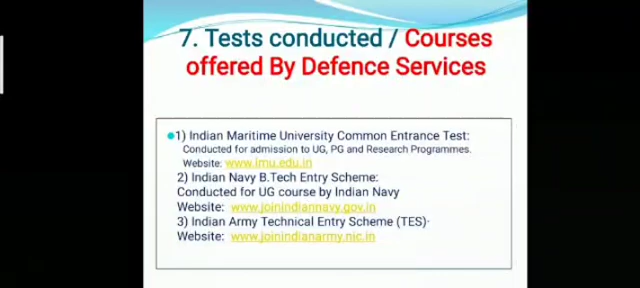 7. Tests conducted / Courses
offered By Defence Services
1) Indian Maritime University Common Entrance Test:
Conducted for admission to UG, PG and Research Programmes.
Website: www.imu.edu.in
2) Indian Navy B.Tech Entry Scheme:
Conducted for UG course by Indian Navy
Website: www.joinindiannavy.gov.in
3) Indian Army Technical Entry Scheme (TES)
Website: www.joinindianarmy.nic.in